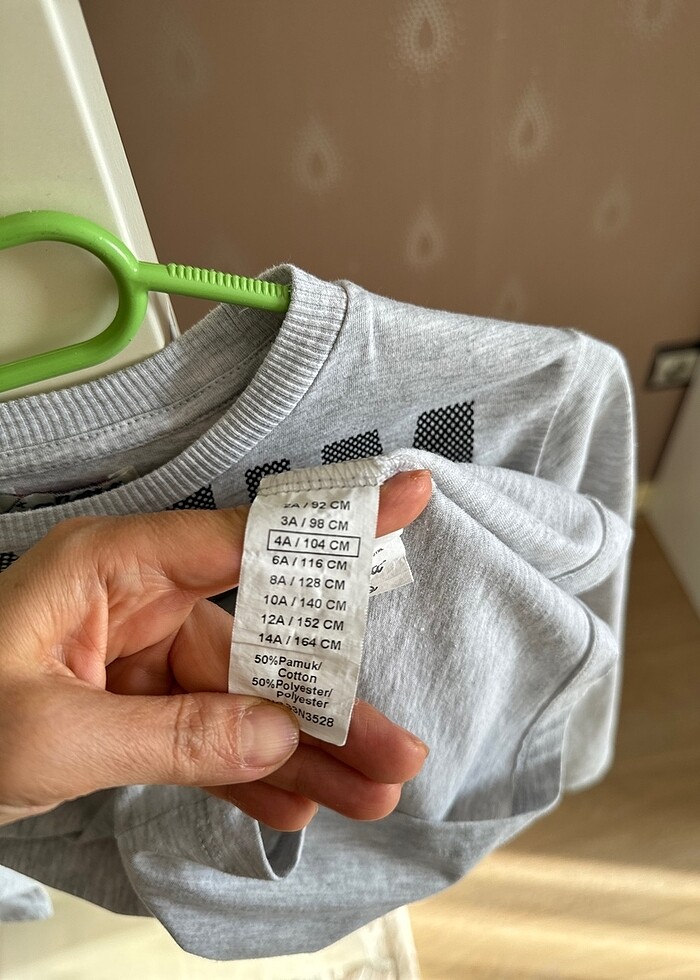 2A / 92 CM
3A / 98 CM
4A / 104 CM
6A / 116 CM
8A / 128 CM
10A / 140 CM
12A / 152 CM
14A / 164 CM
50%Pamuk/
Cotton
50%Polyester/
Polyester